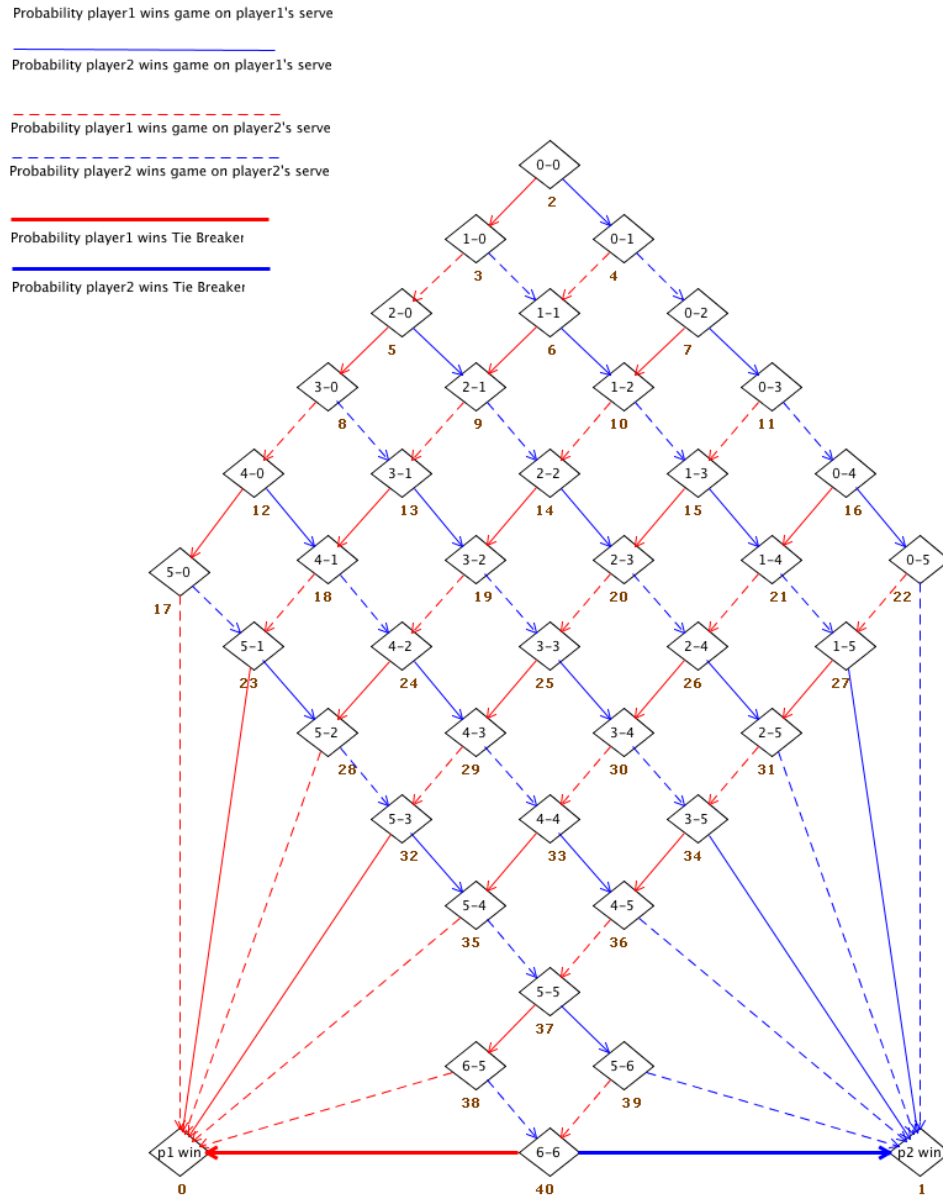 Probability player1 wins game on player1's serve
Probability player2 wins game on player1's serve
Probability player1 wins game on player2's serve
Probability player2 wins game on player2's serve
Probability player1 wins Tie Breaker
Probability player2 wins Tie Breaker
0-0
2
1-0 0-1
3 4
2-0 1-1 0-2
5 6 7
3-0 2-1 1-2 0-3
8 9 10 11
4-0 3-1 2-2 1-3 0-4
12 13 14 15 16
5-0 4-1 3-2 2-3 1-4 0-5
17 18 19 20 21 22
5-1 4-2 3-3 2-4 1-5
23 24 25 26 27
5-2 4-3 3-4 2-5
28 29 30 31
5-3 4-4 3-5
32 33 34
5-4 4-5
35 36
5-5
37
6-5 5-6
38 39
p1 win 6-6 p2 win
0 40 1